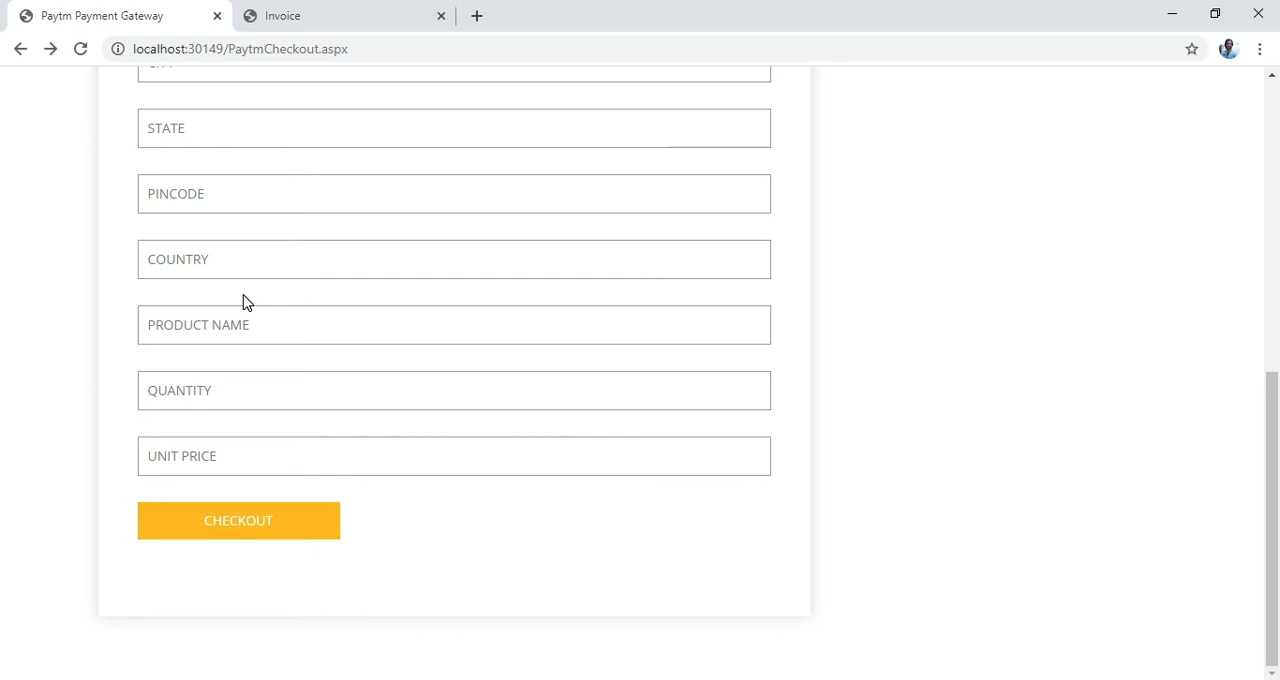 Paytm Payment Gateway
Invoice
localhost:30149/PaytmCheckout.aspx
STATE
PINCODE
COUNTRY
PRODUCT NAME
QUANTITY
UNIT PRICE
CHECKOUT